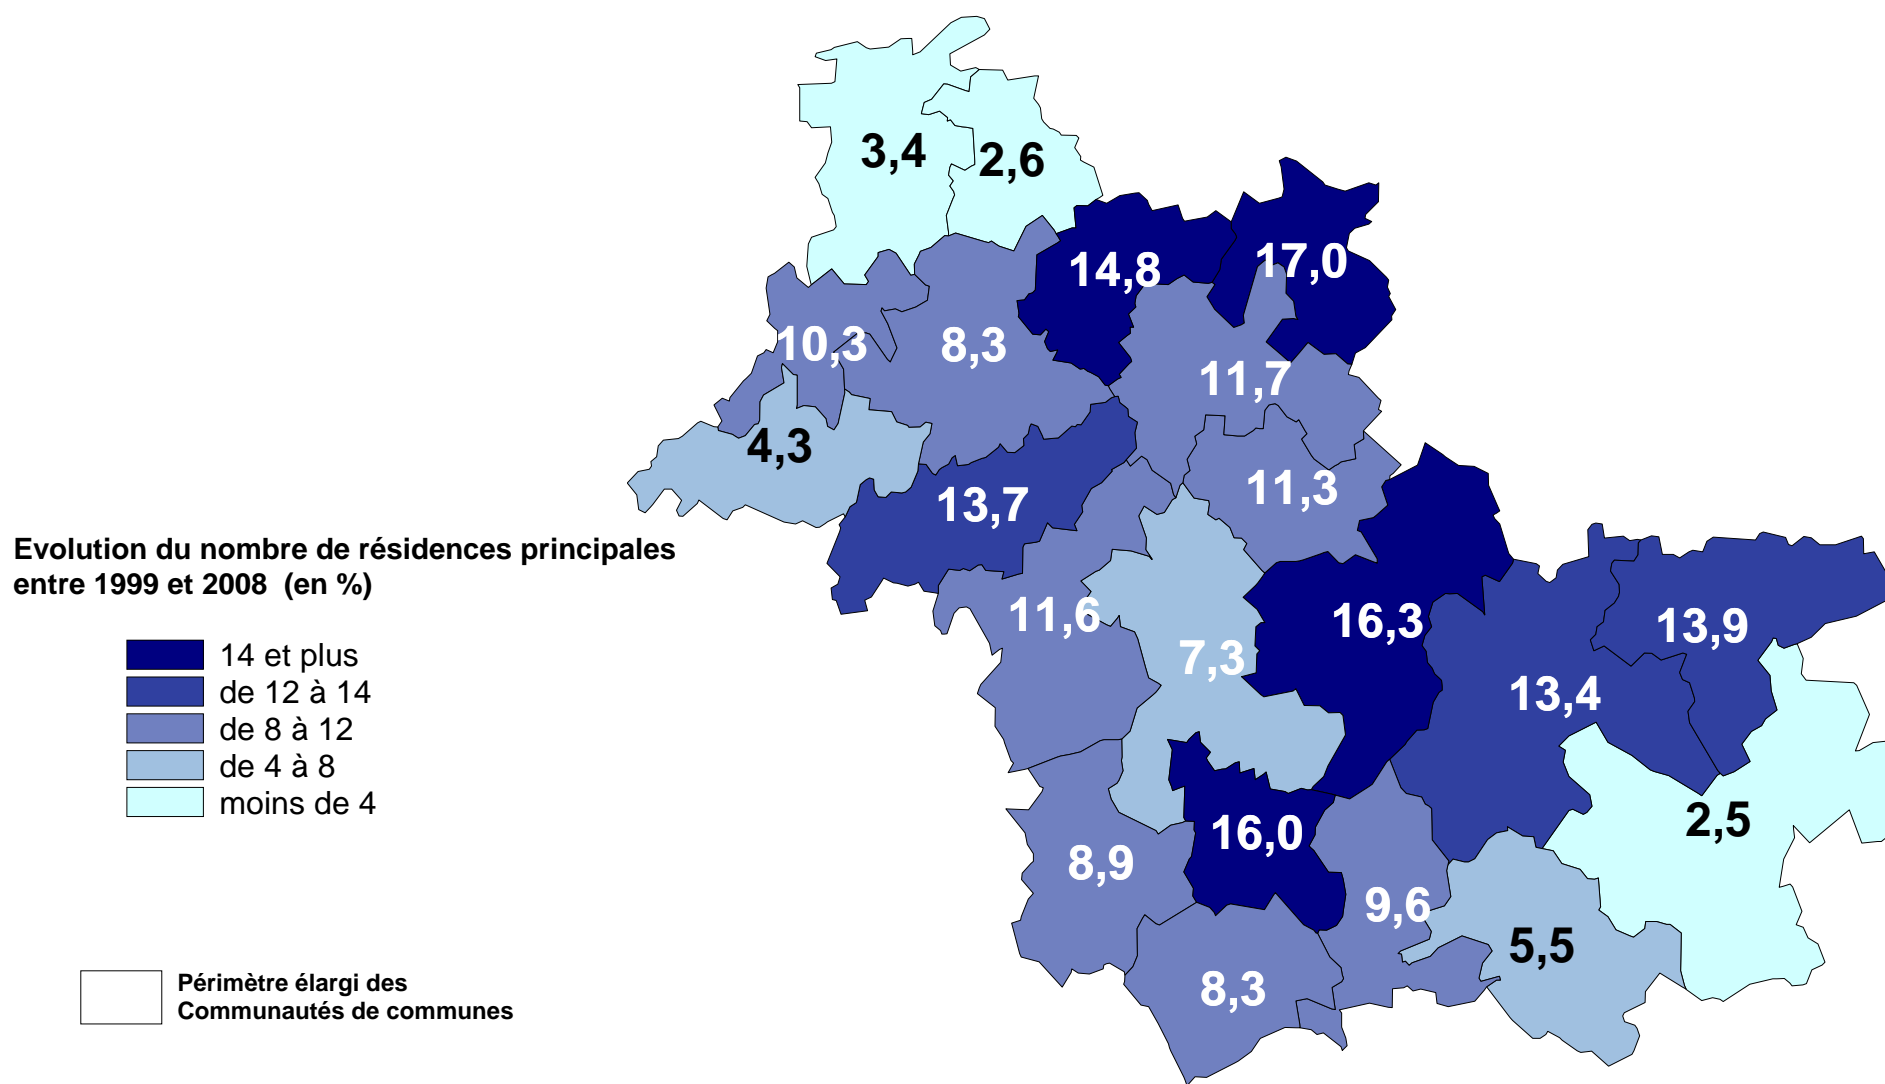 3,4
2,6
14,8
17,0
10,3
8,3
11,7
4,3
11,3
13,7
Evolution du nombre de résidences principales
entre 1999 et 2008 (en %)
11,6
16,3
13,9
7,3
13,4
14 et plus
de 12 à 14
de 8 à 12
de 4 à 8
moins de 4
2,5
16,0
8,9
9,6
5,5
8,3
Périmètre élargi des
Communautés de communes